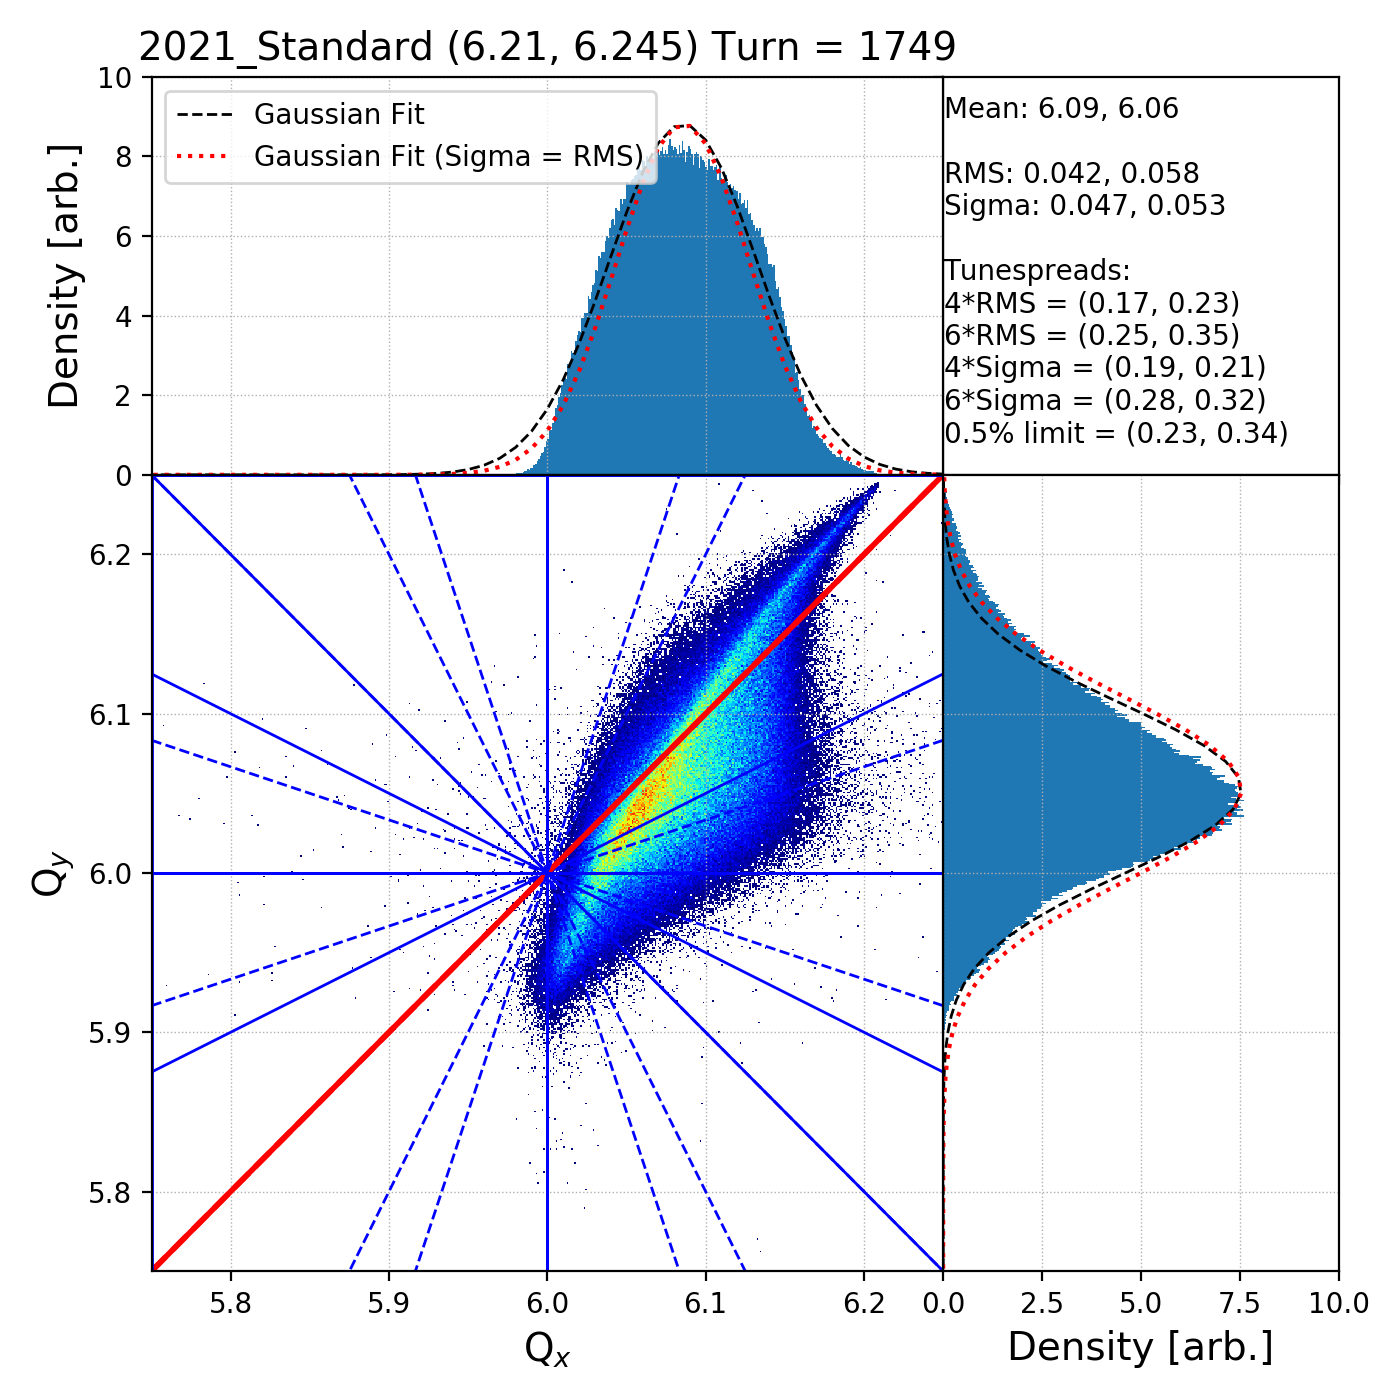 2021_Standard (6.21, 6.245) Turn = 1749
10
8
6
4
2
0
Density [arb.]
Gaussian Fit
Gaussian Fit (Sigma = RMS)
Mean: 6.09, 6.06
RMS: 0.042, 0.058
Sigma: 0.047, 0.053
Tunespreads:
4*RMS = (0.17, 0.23)
6*RMS = (0.25, 0.35)
4*Sigma = (0.19, 0.21)
6*Sigma = (0.28, 0.32)
0.5% limit = (0.23, 0.34)
6.2
6.1
6.0
5.9
5.8
Qy
5.8 5.9 6.0 6.1 6.2
Qx
0.0 2.5 5.0 7.5 10.0
Density [arb.]